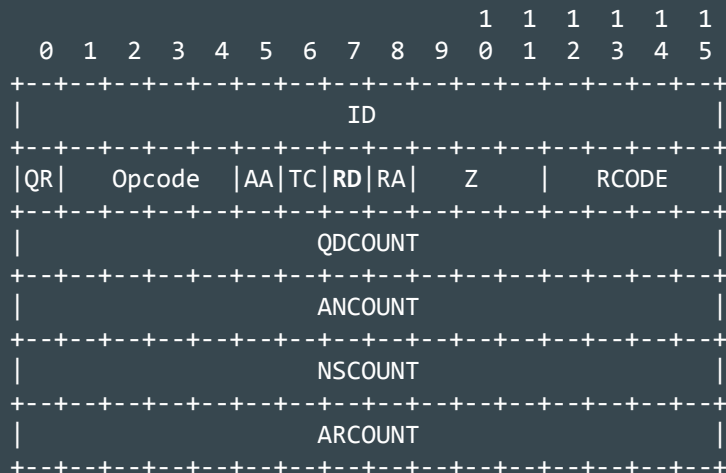 1  1  1  1  1  1
  0  1  2  3  4  5  6  7  8  9  0  1  2  3  4  5
+--+--+--+--+--+--+--+--+--+--+--+--+--+--+--+--+
|                      ID                       |
+--+--+--+--+--+--+--+--+--+--+--+--+--+--+--+--+
|QR|   Opcode  |AA|TC|RD|RA|   Z    |   RCODE   |
+--+--+--+--+--+--+--+--+--+--+--+--+--+--+--+--+
|                    QDCOUNT                    |
+--+--+--+--+--+--+--+--+--+--+--+--+--+--+--+--+
|                    ANCOUNT                    |
+--+--+--+--+--+--+--+--+--+--+--+--+--+--+--+--+
|                    NSCOUNT                    |
+--+--+--+--+--+--+--+--+--+--+--+--+--+--+--+--+
|                    ARCOUNT                    |
+--+--+--+--+--+--+--+--+--+--+--+--+--+--+--+--+